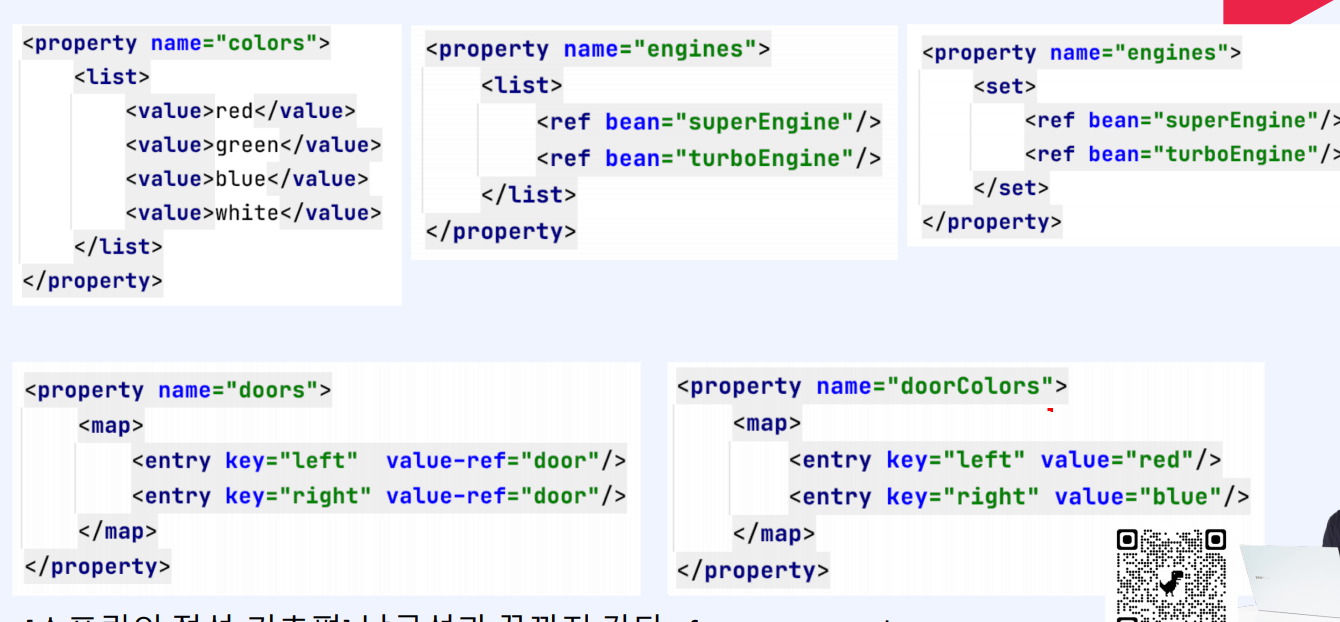 <property name="colors">
<list>
<value>red</value>
<value>green</value>
<value>blue</value>
<value>white</value>
</list>
</property>
<property name="engines">
<list>
<ref bean="superEngine"/>
<ref bean="turboEngine"/>
</list>
</property>
<property name="engines">
<set>
<ref bean="superEngine"/>
<ref bean="turboEngine"/>
</set>
</property>
<property name="doors">
<map>
<entry key="left"  value-ref="door"/>
<entry key="right" value-ref="door"/>
</map>
</property>
<property name="doorColors">
<map>
<entry key="left" value="red"/>
<entry key="right" value="blue"/>
</map>
</property>